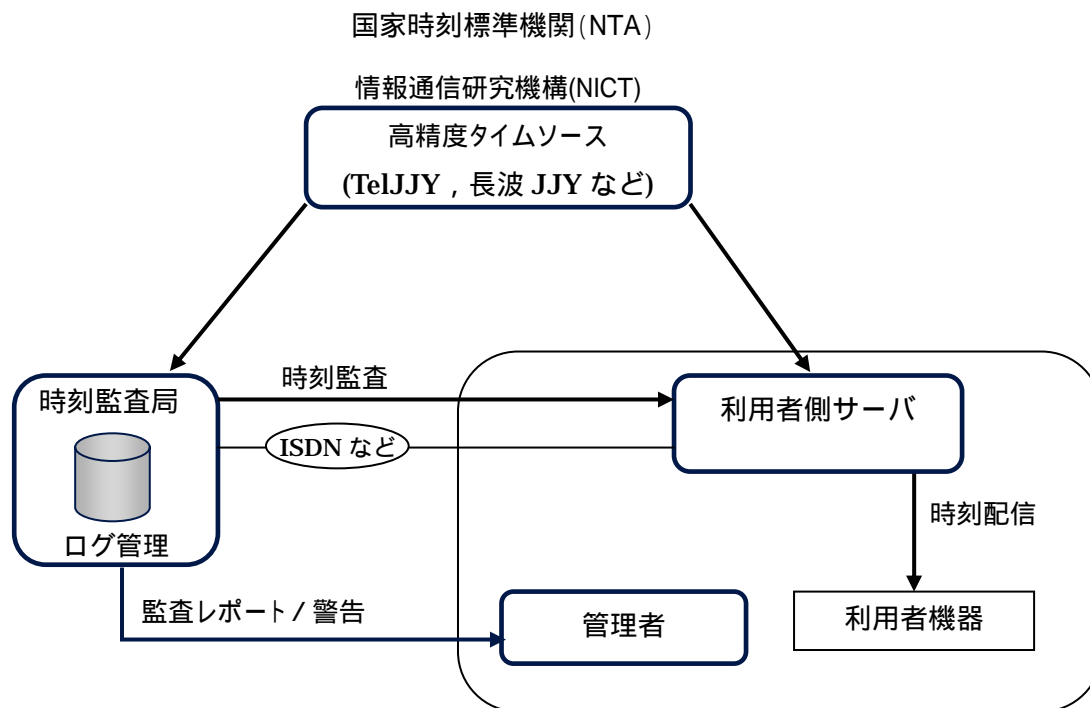 国家時刻標準機関(NTA)
情報通信研究機構(NICT)
高精度タイムソース
(TelJJY,長波 JJY など)
時刻監査局
ログ管理
時刻監査
ISDN など
利用者側サーバ
時刻配信
監査レポート/警告
管理者
利用者機器